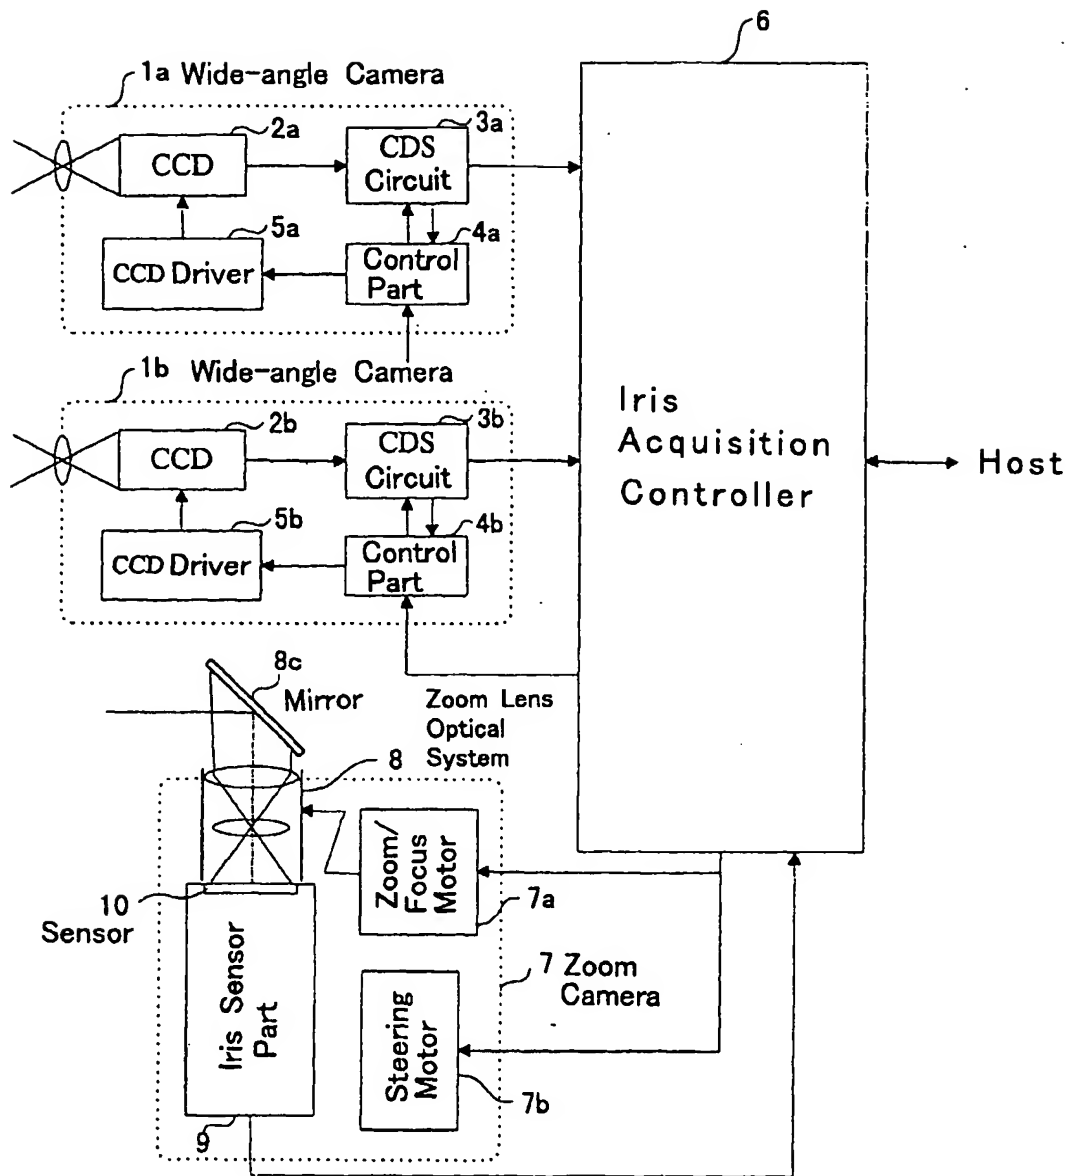 6
1a Wide-angle Camera
2a
CCD
3a
CDS
Circuit
5a
CCD Driver
4a
Control
Part
1b Wide-angle Camera
2b
CCD
3b
CDS
Circuit
5b
CCD Driver
4b
Control
Part
Iris
Acquisition
Controller
Host
8c
Mirror
Zoom Lens
Optical
System
8
Zoom/
Focus
Motor
7a
10
Sensor
Iris Sensor
Part
7 Zoom
Camera
Steering
Motor
7b
9